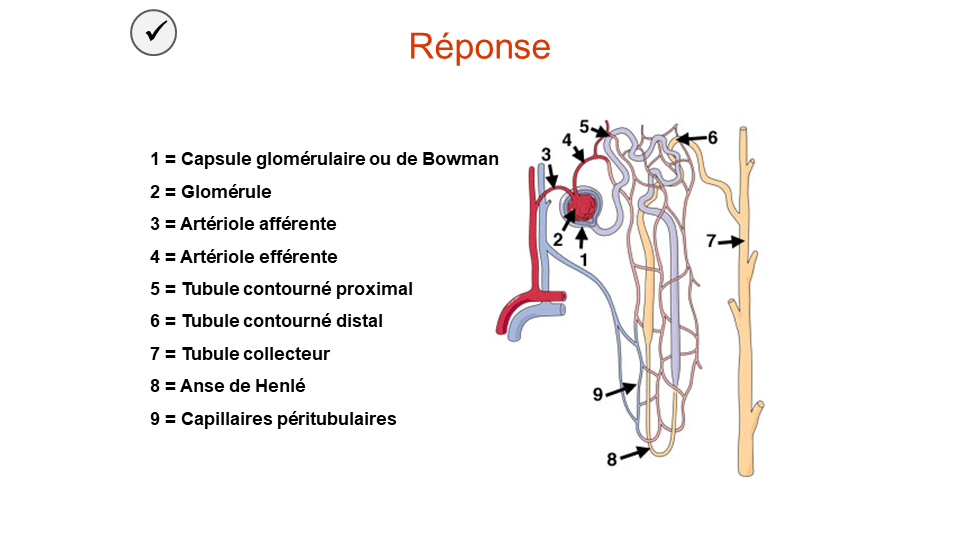 Réponse
1 = Capsule glomérulaire ou de Bowman
2 = Glomérule
3 = Artériole afférente
4 = Artériole efférente
5 = Tubule contourné proximal
6 = Tubule contourné distal
7 = Tubule collecteur
8 = Anse de Henlé
9 = Capillaires péritubulaires
5
4
3
6
2
1
7
9
8